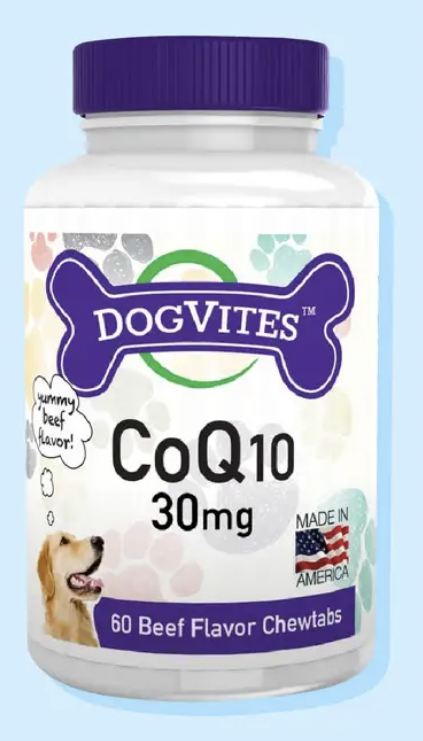 DOGVITES™
yummy
beef
flavor!
CoQ10
30mg
MADE IN
AMERICA
60 Beef Flavor Chewtabs